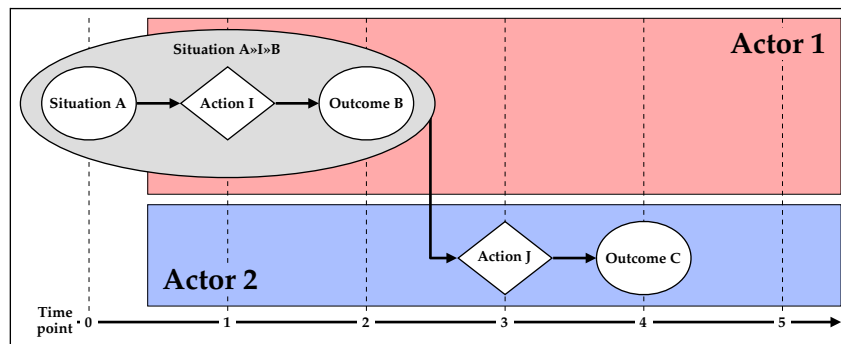 Actor 1
Situation A»I»B
Situation A
Action I
Outcome B
Action J
Outcome C
Actor 2
Time
point
0
1
2
3
4
5